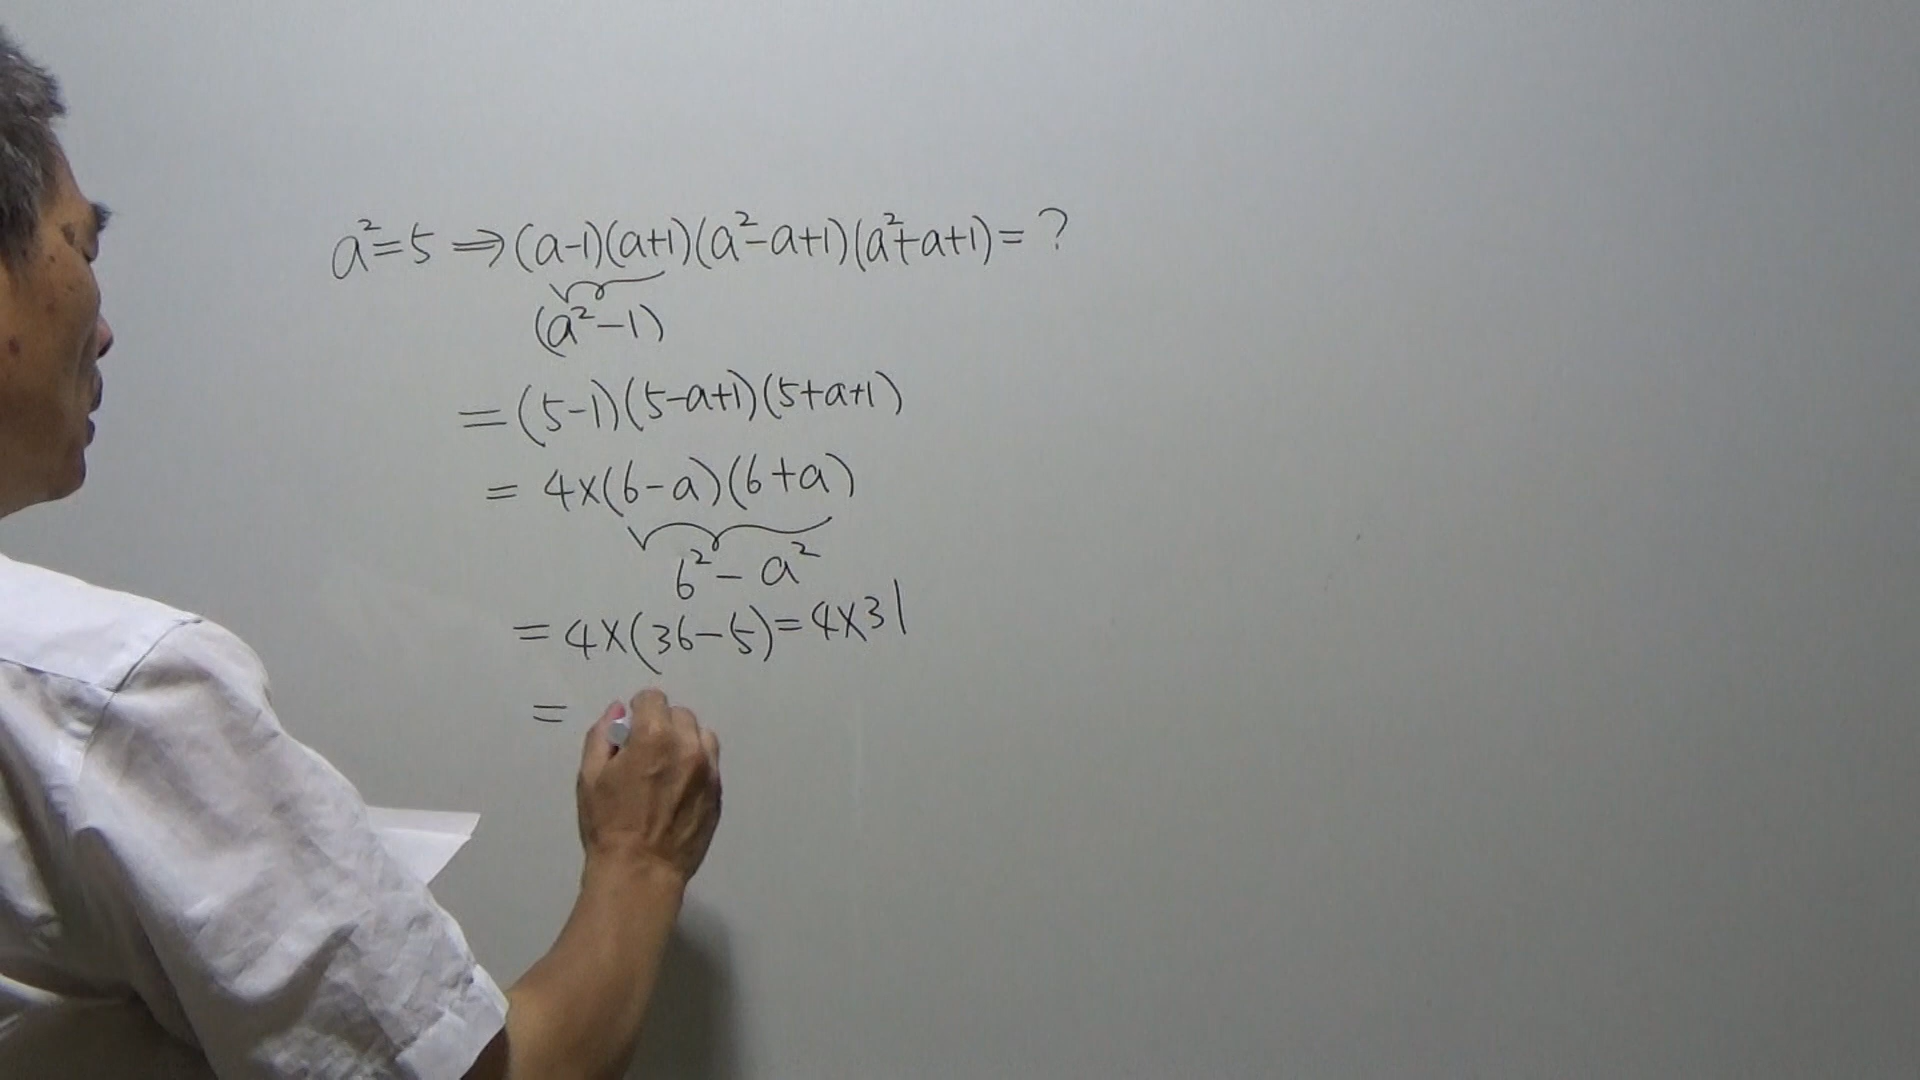 a²=5 ⇒ (a-1)(a+1)(a²-a+1)(a²+a+1)= ?
(a²-1)
=(5-1)(5-a+1)(5+a+1)
= 4×(6-a)(6+a)
6²-a²
= 4×(36-5)=4×31
=